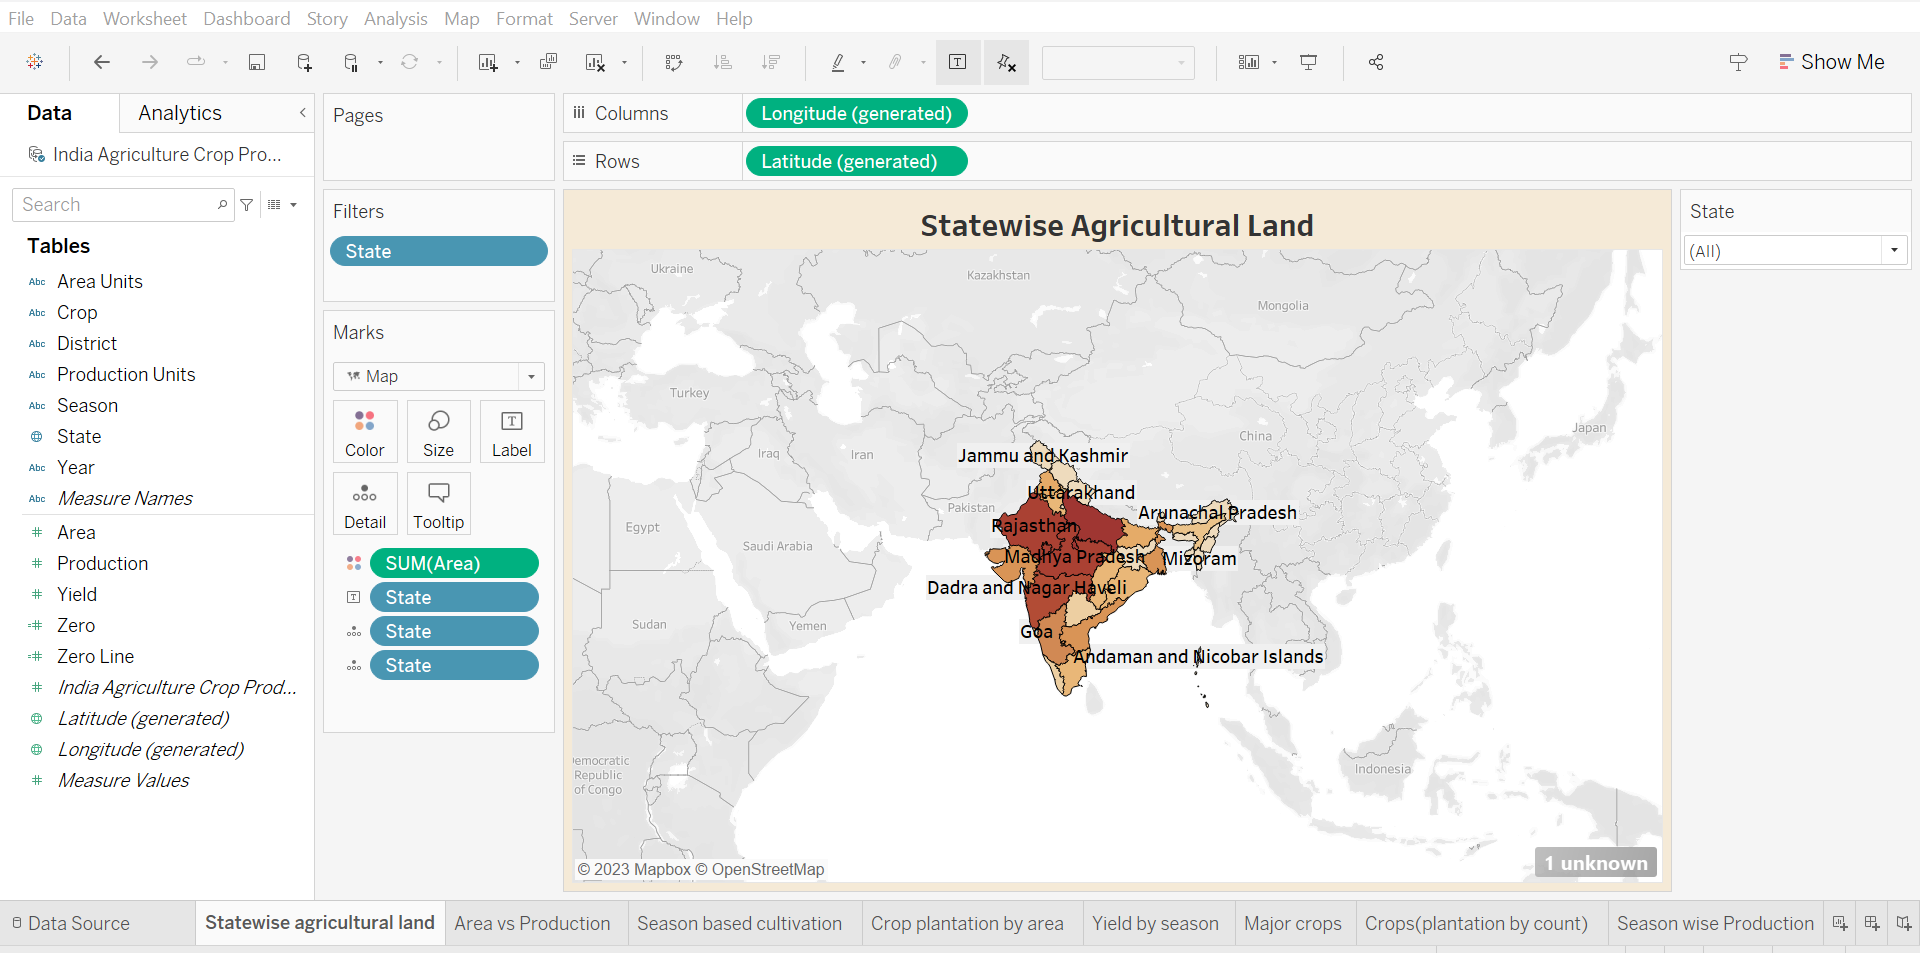 File Data Worksheet Dashboard Story Analysis Map Format Server Window Help
Show Me
Data Analytics
India Agriculture Crop Pro...
Search
Tables
Abc Area Units
Abc Crop
Abc District
Abc Production Units
Abc Season
State
Abc Year
Abc Measure Names
# Area
# Production
# Yield
=# Zero
=# Zero Line
# India Agriculture Crop Prod...
Latitude (generated)
Longitude (generated)
# Measure Values
Pages
Filters
State
Marks
Map
Color Size Label
Detail Tooltip
SUM(Area)
State
State
State
Columns Longitude (generated)
Rows Latitude (generated)
Statewise Agricultural Land
Ukraine
Kazakhstan
Mongolia
Turkey
Japan
China
Iraq
Iran
Jammu and Kashmir
Uttarakhand
Pakistan
Arunachal Pradesh
Egypt
Rajasthan
Saudi Arabia
Madhya Pradesh
Mizoram
Dadra and Nagar Haveli
Sudan
Yemen
Goa
Andaman and Nicobar Islands
emocratic
Republic
of Congo
Indonesia
© 2023 Mapbox © OpenStreetMap
1 unknown
State
(All)
Data Source Statewise agricultural land Area vs Production Season based cultivation Crop plantation by area Yield by season Major crops Crops(plantation by count) Season wise Production